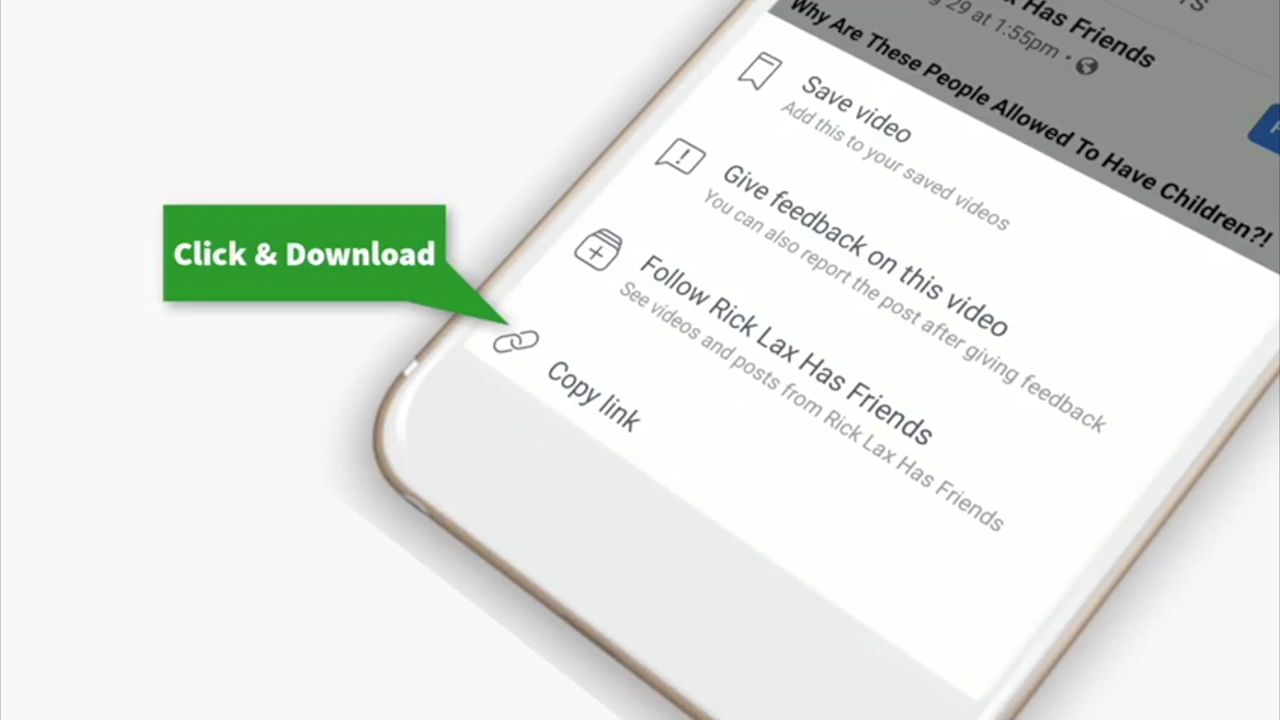 Has Friends
29 at 1:55pm
Why Are These People Allowed To Have Children?!
Save video
Add this to your saved videos
Give feedback on this video
You can also report the post after giving feedback
Follow Rick Lax Has Friends
See videos and posts from Rick Lax Has Friends
Copy link
Click & Download